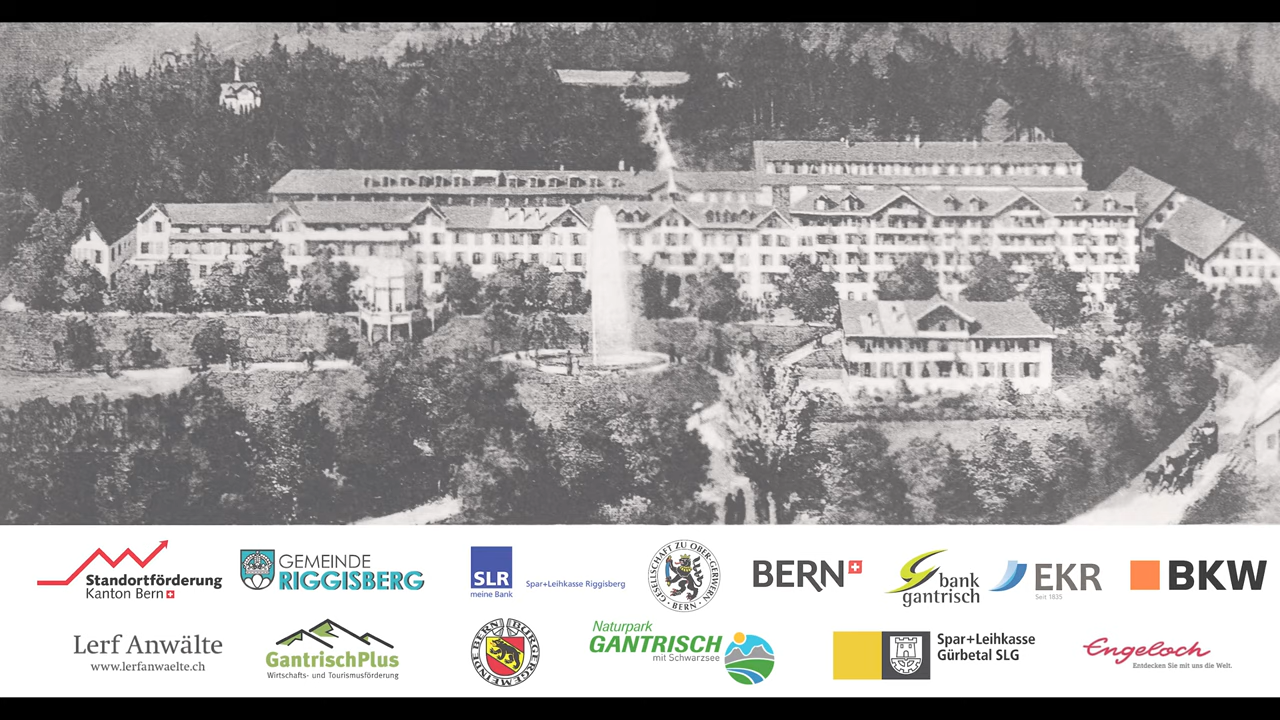 Standortförderung
Kanton Bern
GEMEINDE
RIGGISBERG
SLR
meine Bank
Spar+Leihkasse Riggisberg
GESELLSCHAFT ZU OBER-GERWERN
· BERN ·
BERN
bank
gantrisch
EKR
Seit 1835
BKW
Lerf Anwälte
www.lerfanwaelte.ch
GantrischPlus
Wirtschafts- und Tourismusförderung
BURGERGEMEINDE BERN
Naturpark
GANTRISCH
mit Schwarzsee
Spar+Leihkasse
Gürbetal SLG
Engeloch
Entdecken Sie mit uns die Welt.